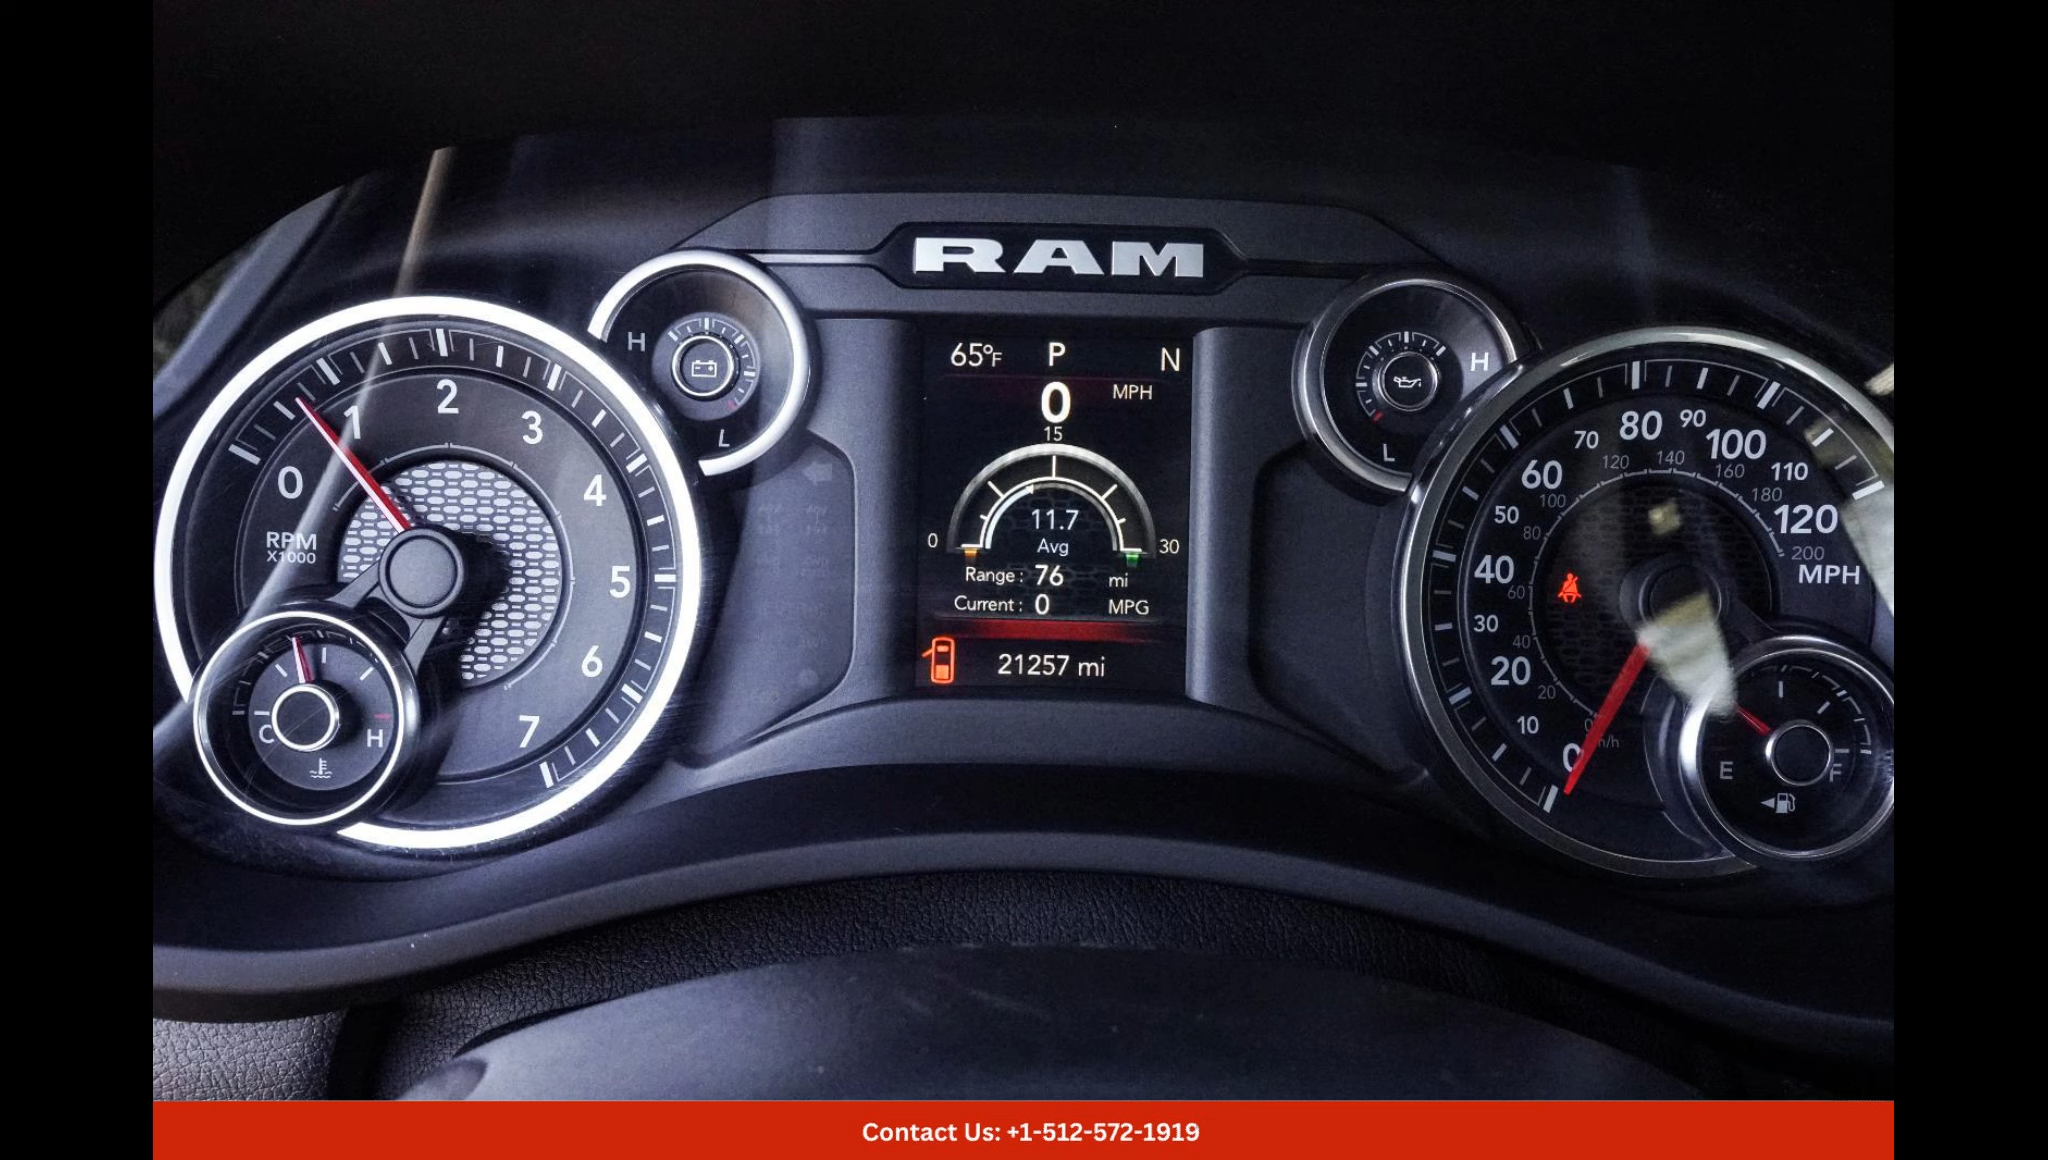 RAM
H
L
65°F P N
0 MPH
15
0
30
11.7
Avg
Range : 76 mi
Current : 0 MPG
21257 mi
0
1
2
3
4
5
6
7
RPM
X1000
C
H
H
L
0
10
20
30
40
50
60
70
80
90
100
110
120
MPH
20
40
60
80
100
120
140
160
180
200
E
F
Contact Us: +1-512-572-1919